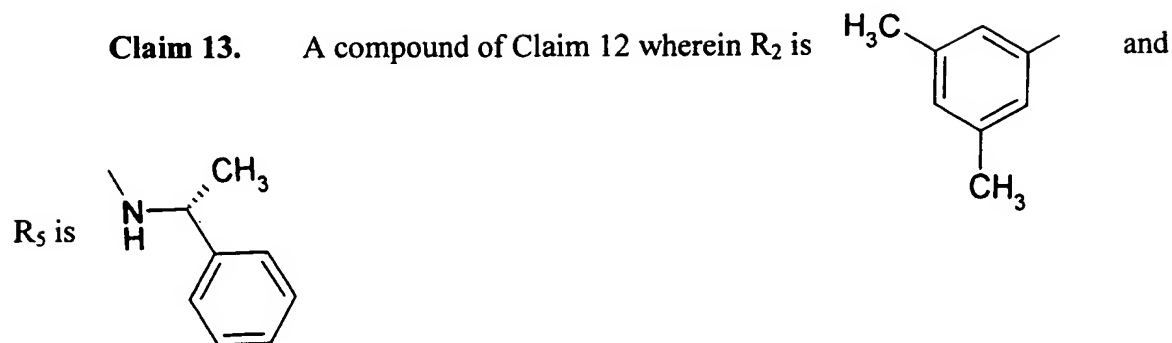 Claim 13. A compound of Claim 12 wherein R₂ is H₃C CH₃ and
R₅ is N H CH₃